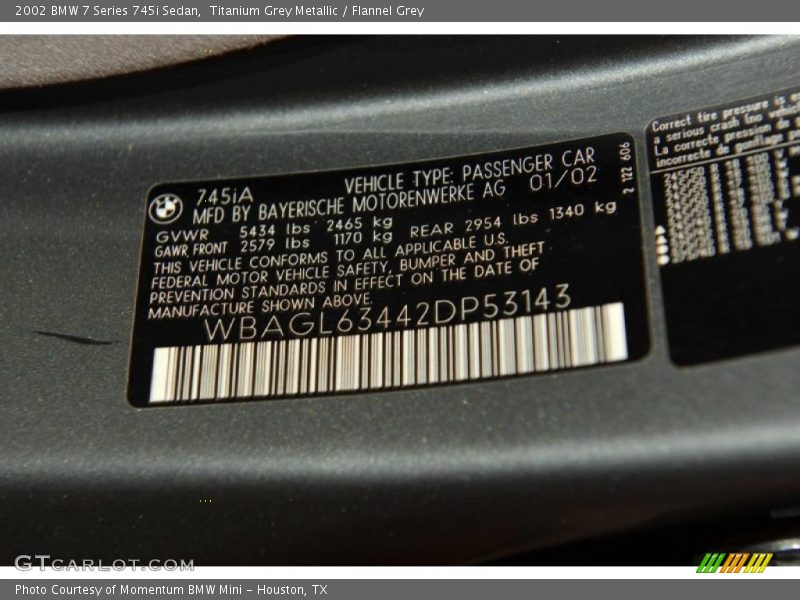 2002 BMW 7 Series 745i Sedan, Titanium Grey Metallic / Flannel Grey
745iA VEHICLE TYPE: PASSENGER CAR
MFD BY BAYERISCHE MOTORENWERKE AG 01/02
GVWR 5434 lbs 2465 kg
GAWR FRONT 2579 lbs 1170 kg REAR 2954 lbs 1340 kg
THIS VEHICLE CONFORMS TO ALL APPLICABLE U.S.
FEDERAL MOTOR VEHICLE SAFETY, BUMPER AND THEFT
PREVENTION STANDARDS IN EFFECT ON THE DATE OF
MANUFACTURE SHOWN ABOVE.
WBAGL63442DP53143
2 122 606
Correct tire pressure is
a serious crash (no
La correcte pression de
incorrecte de
GTCARLOT.COM
Photo Courtesy of Momentum BMW Mini - Houston, TX